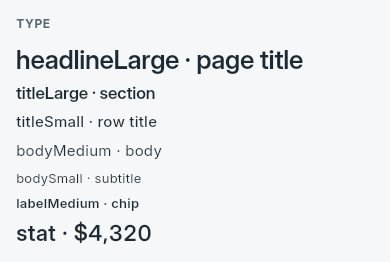 TYPE
headlineLarge · page title
titleLarge · section
titleSmall · row title
bodyMedium · body
bodySmall · subtitle
labelMedium · chip
stat · $4,320